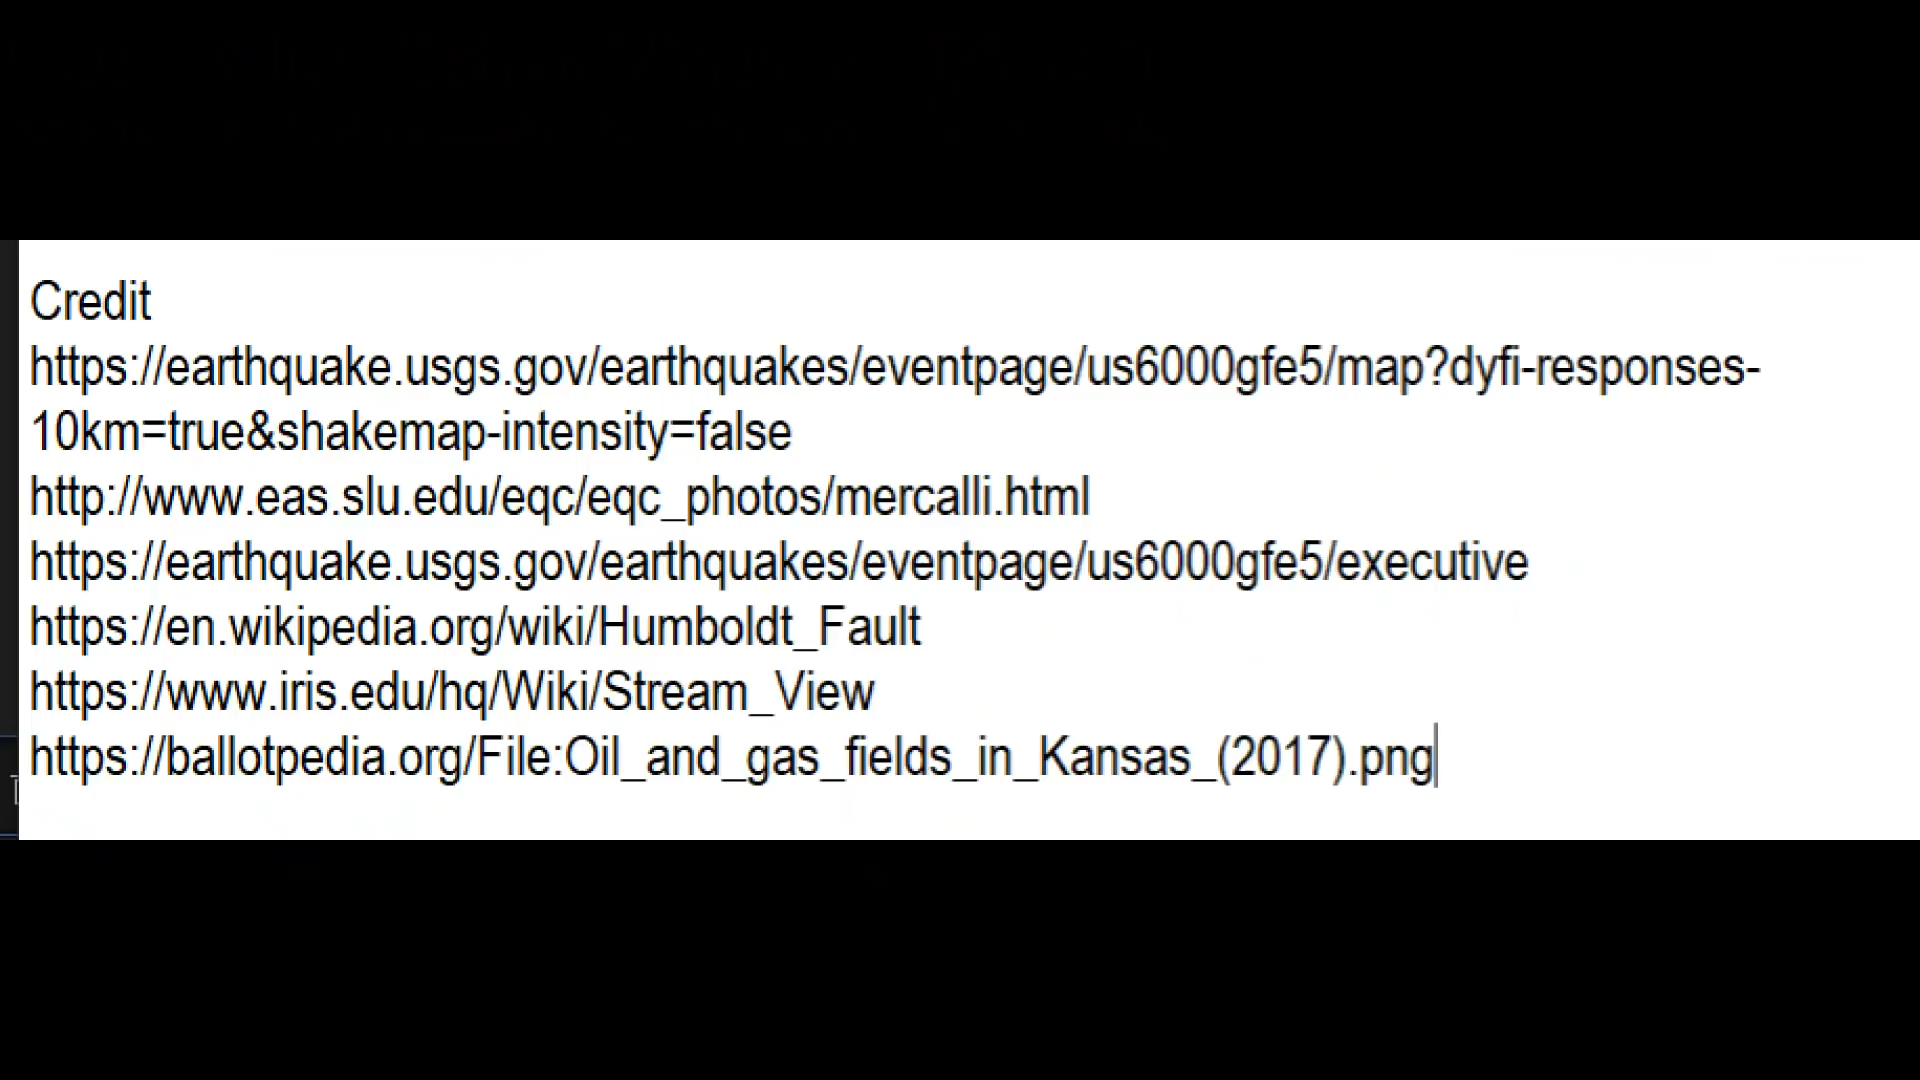 Credit
https://earthquake.usgs.gov/earthquakes/eventpage/us6000gfe5/map?dyfi-responses-
10km=true&shakemap-intensity=false
http://www.eas.slu.edu/eqc/eqc_photos/mercalli.html
https://earthquake.usgs.gov/earthquakes/eventpage/us6000gfe5/executive
https://en.wikipedia.org/wiki/Humboldt_Fault
https://www.iris.edu/hq/Wiki/Stream_View
https://ballotpedia.org/File:Oil_and_gas_fields_in_Kansas_(2017).png